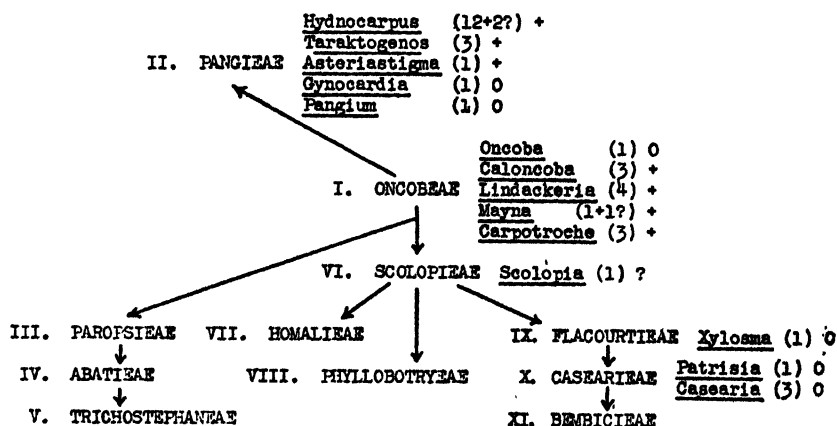 Hydnocarpus (12+2?) +
Taraktogenos (3) +
II. PANGIEAE Asteriastigma (1) +
Gynocardia (1) 0
Pangium (1) 0
Oncoba (1) 0
Caloncoba (3) +
I. ONCOBEAE Lindackeria (4) +
Mayna (1+1?) +
Carpotroche (3) +
VI. SCOLOPIEAE Scolopia (1) ?
III. PAROPSIEAE VII. HOMALIEAE IX. FLACOURTIEAE Xylosma (1) 0
IV. ABATIEAE VIII. PHYLLOBOTRYEAE X. CASEARIEAE Patrisia (1) 0
Casearia (3) 0
V. TRICHOSTEPHANEAE XI. BEMBICIEAE